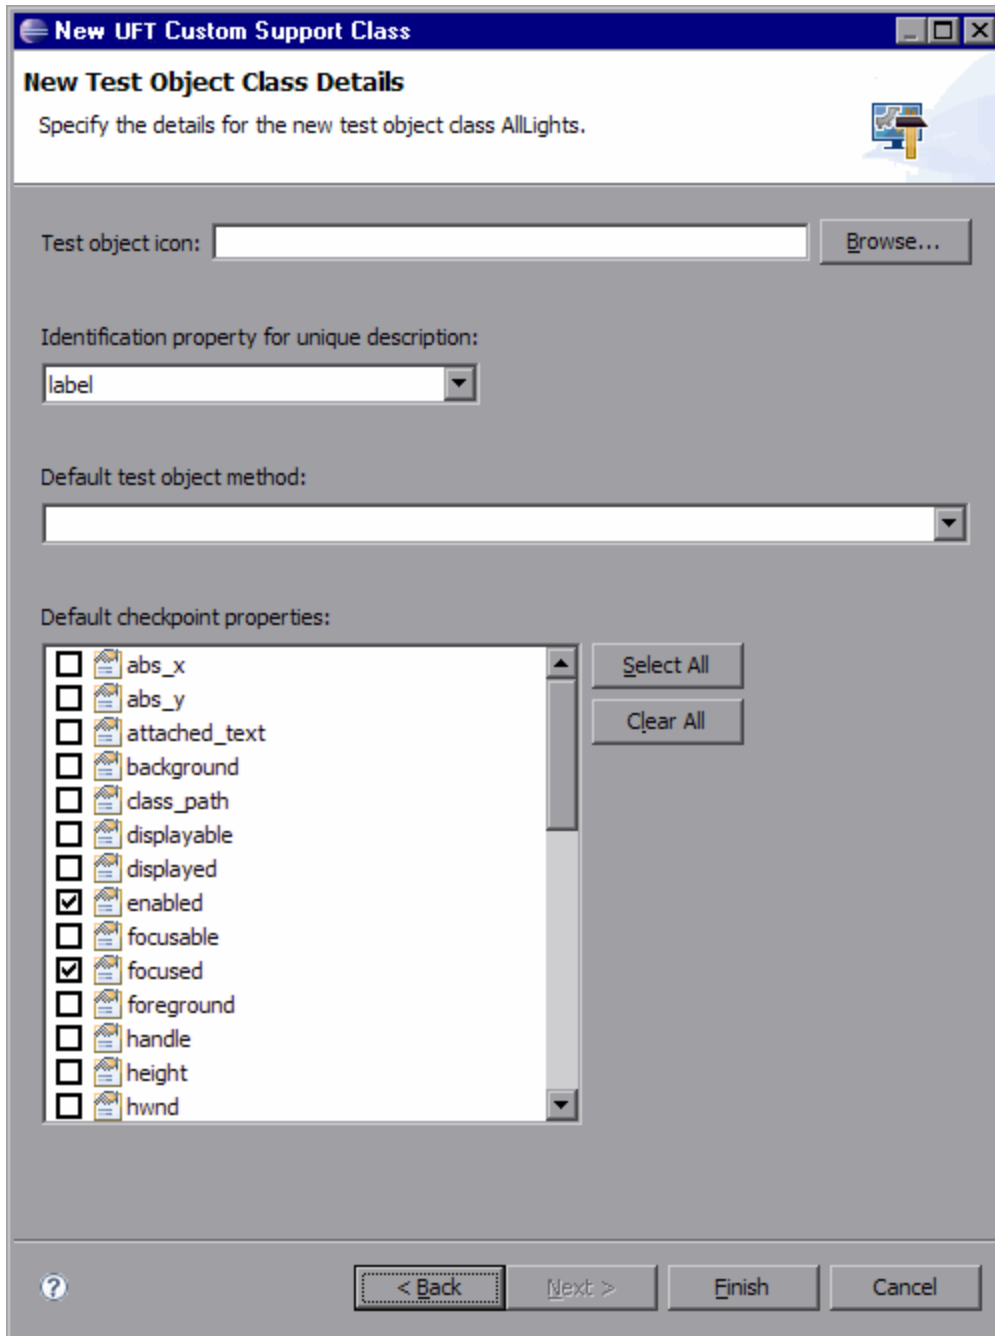 New UFT Custom Support Class
New Test Object Class Details
Specify the details for the new test object class AllLights.
Test object icon:
Browse...
Identification property for unique description:
label
Default test object method:
Default checkpoint properties:
abs_x
Select All
abs_y
Clear All
attached_text
background
class_path
displayable
displayed
enabled
focusable
focused
foreground
handle
height
hwnd
? < Back Next > Finish Cancel